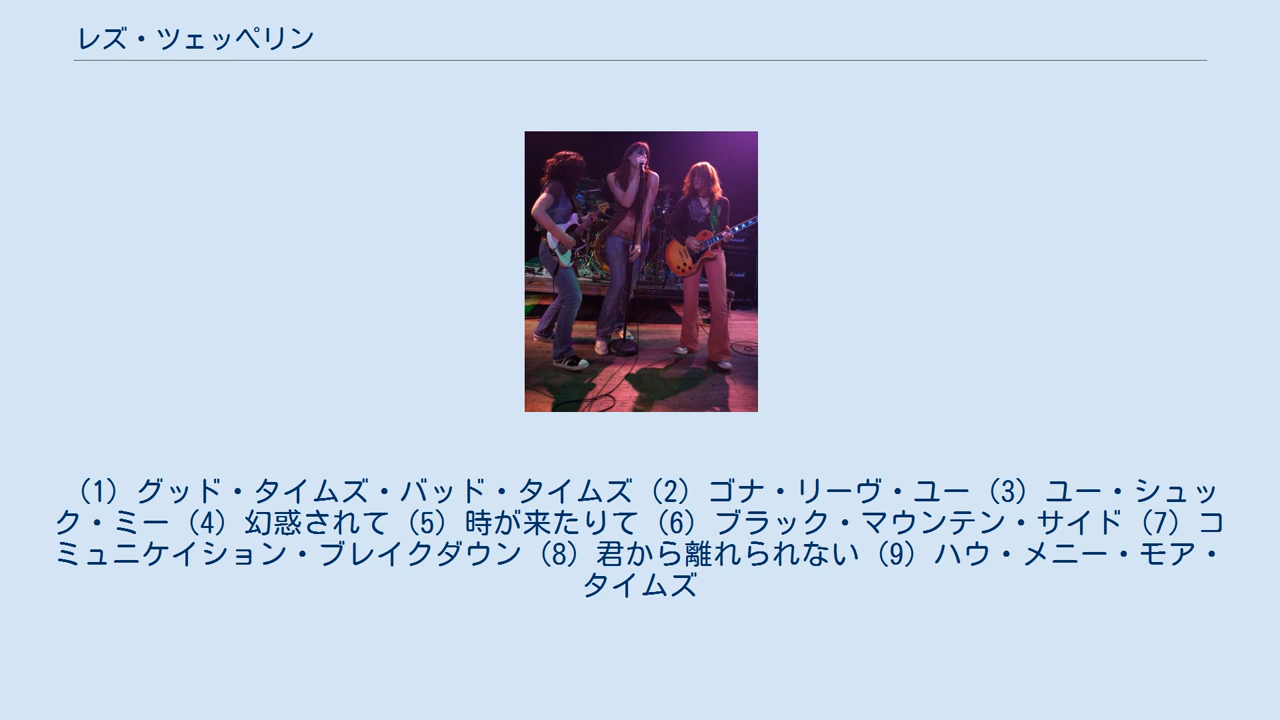 レズ・ツェッペリン
（1）グッド・タイムズ・バッド・タイムズ（2）ゴナ・リーヴ・ユー（3）ユー・シュッ
ク・ミー（4）幻惑されて（5）時が来たりて（6）ブラック・マウンテン・サイド（7）コ
ミュニケイション・ブレイクダウン（8）君から離れられない（9）ハウ・メニー・モア・
タイムズ